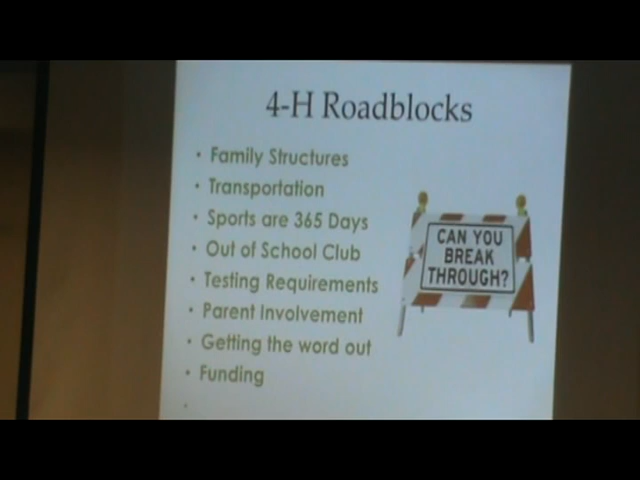 4-H Roadblocks
• Family Structures
• Transportation
• Sports are 365 Days
• Out of School Club
• Testing Requirements
• Parent Involvement
• Getting the word out
• Funding
•
CAN YOU
BREAK
THROUGH?